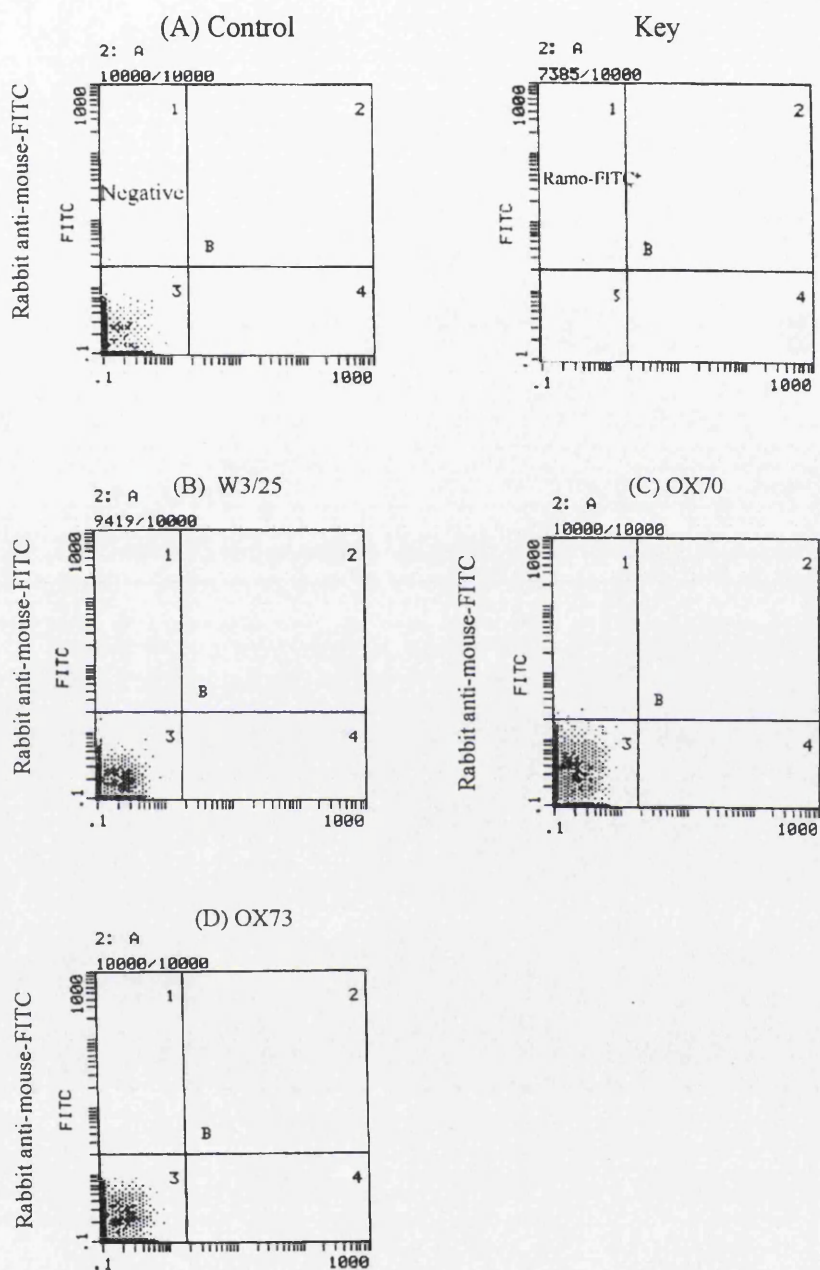 (A) Control
2: A
10000/10000
Rabbit anti-mouse-FITC
FITC
1000
.1
1
2
Negative
B
3
4
.1
1000
Key
2: A
7385/10000
FITC
1000
.1
1
2
Ramo-FITC+
B
4
.1
1000
(B) W3/25
2: A
9419/10000
Rabbit anti-mouse-FITC
FITC
1000
.1
1
2
B
3
4
.1
1000
(C) OX70
2: A
10000/10000
Rabbit anti-mouse-FITC
FITC
1000
.1
1
2
B
3
4
.1
1000
(D) OX73
2: A
10000/10000
Rabbit anti-mouse-FITC
FITC
1000
.1
1
2
B
3
4
.1
1000